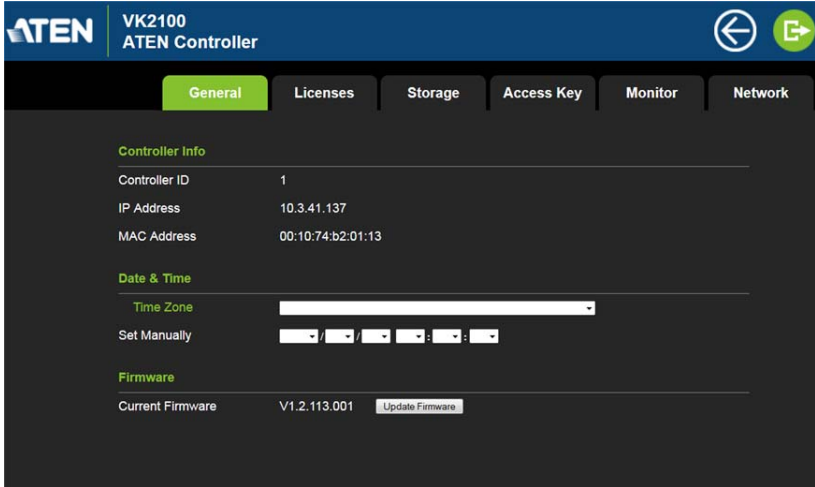 ATEN
VK2100
ATEN Controller
General Licenses Storage Access Key Monitor Network
Controller Info
Controller ID 1
IP Address 10.3.41.137
MAC Address 00:10:74:b2:01:13
Date & Time
Time Zone
Set Manually / / : :
Firmware
Current Firmware V1.2.113.001 Update Firmware